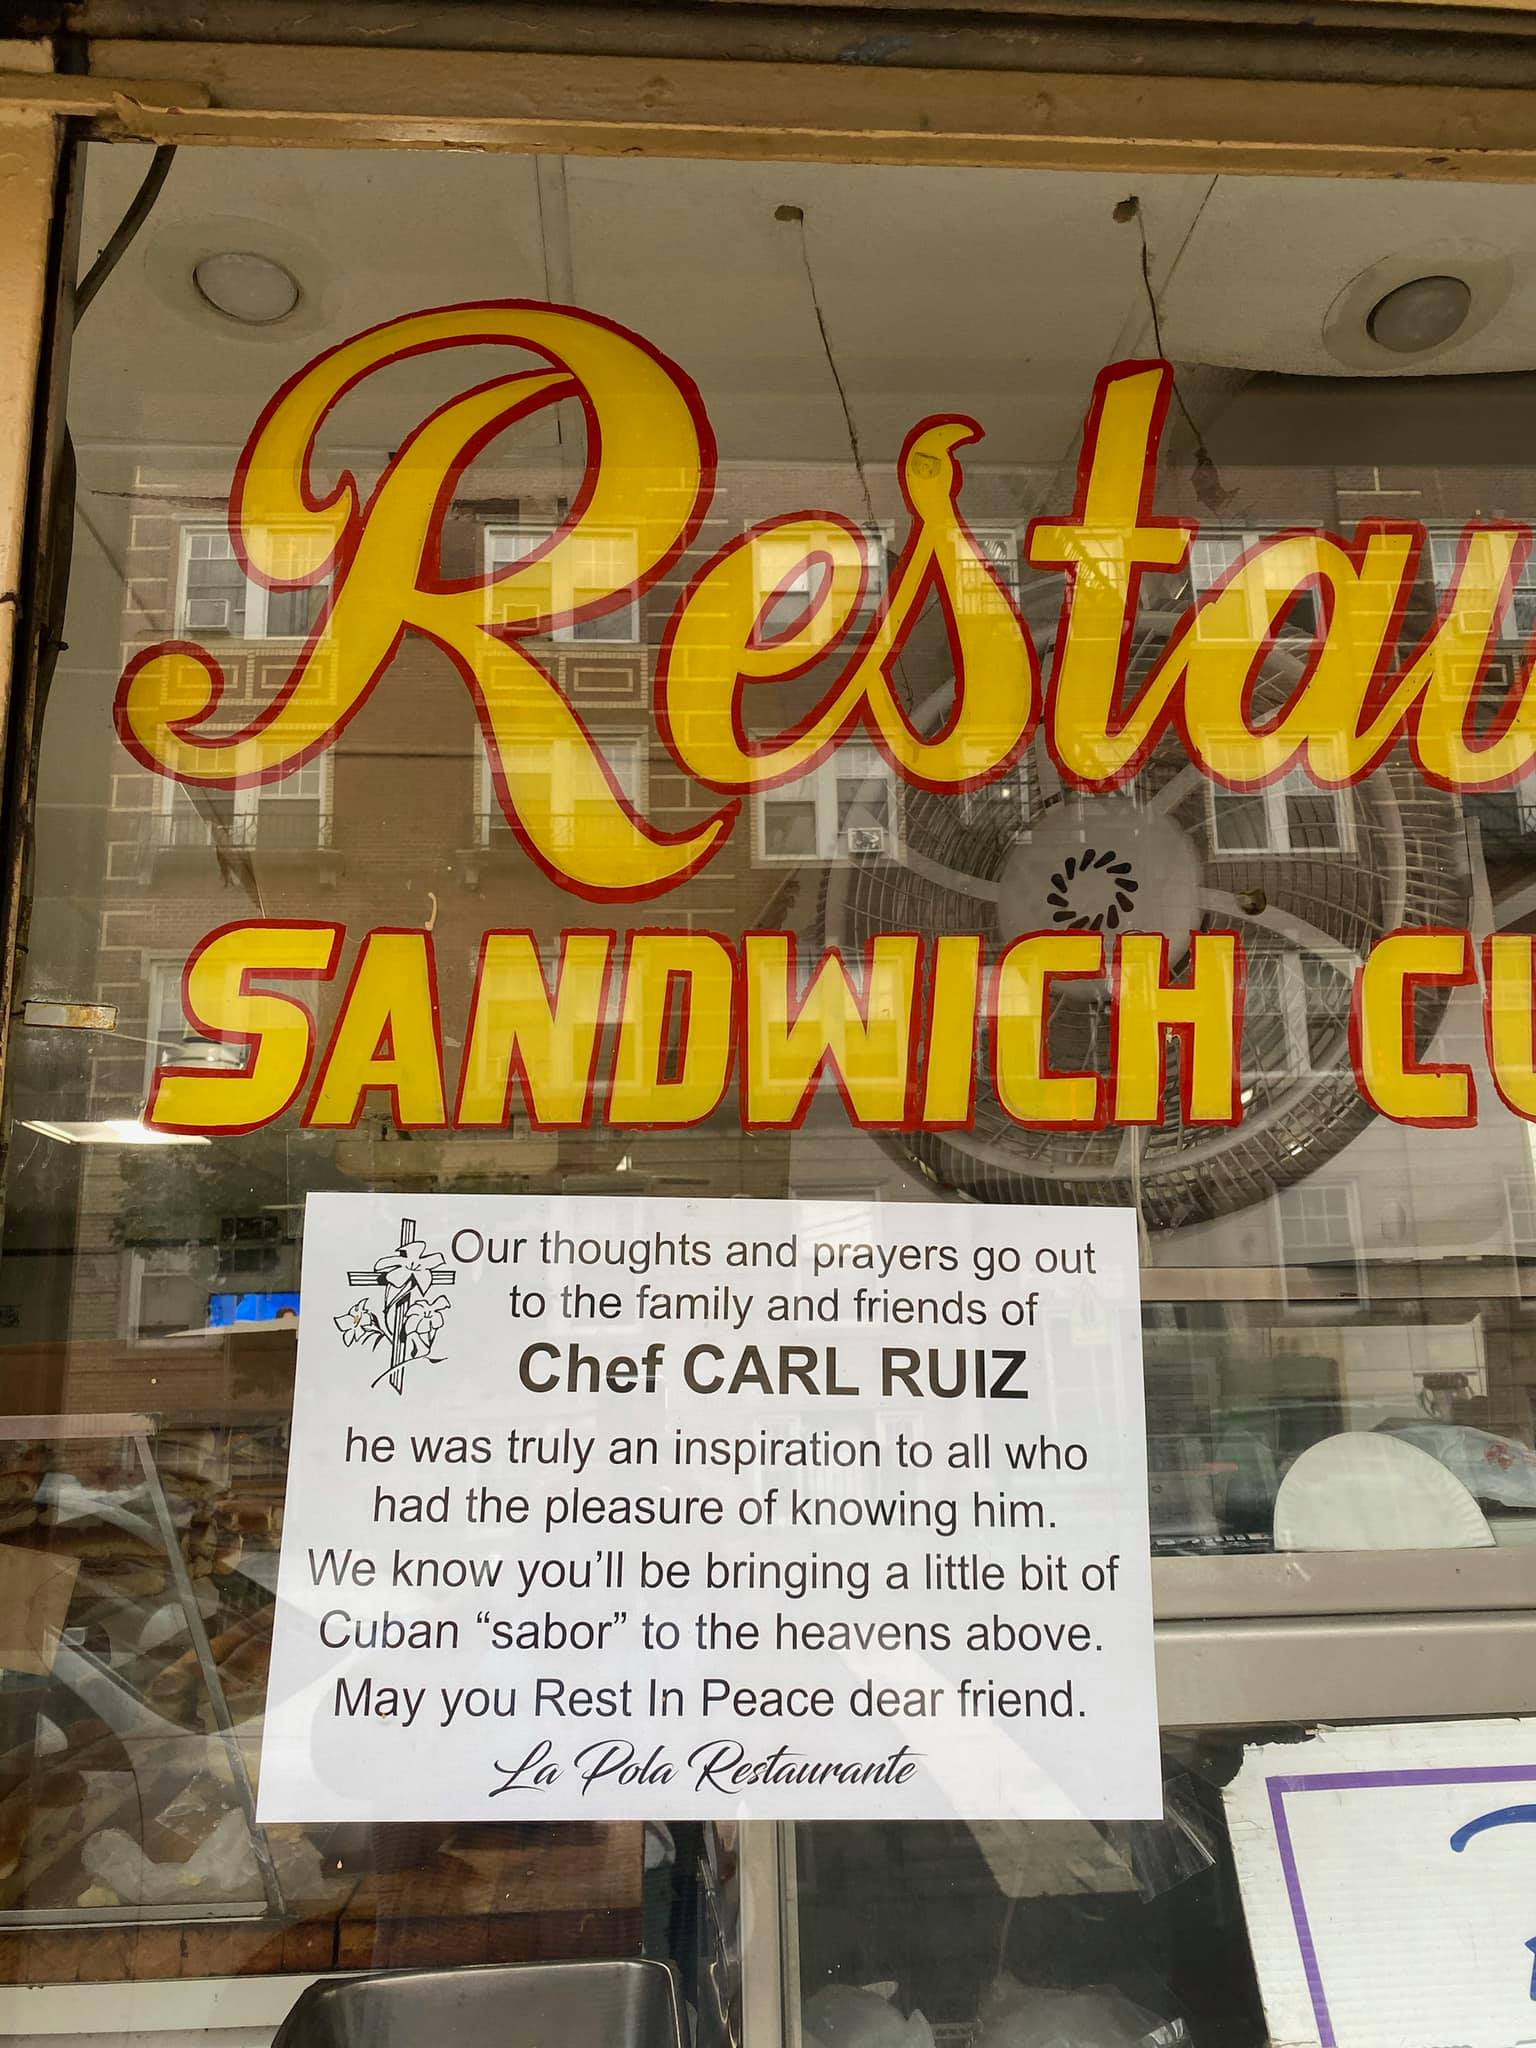 Restau
SANDWICH CU
Our thoughts and prayers go out
to the family and friends of
Chef CARL RUIZ
he was truly an inspiration to all who
had the pleasure of knowing him.
We know you’ll be bringing a little bit of
Cuban “sabor” to the heavens above.
May you Rest In Peace dear friend.
La Pola Restaurante